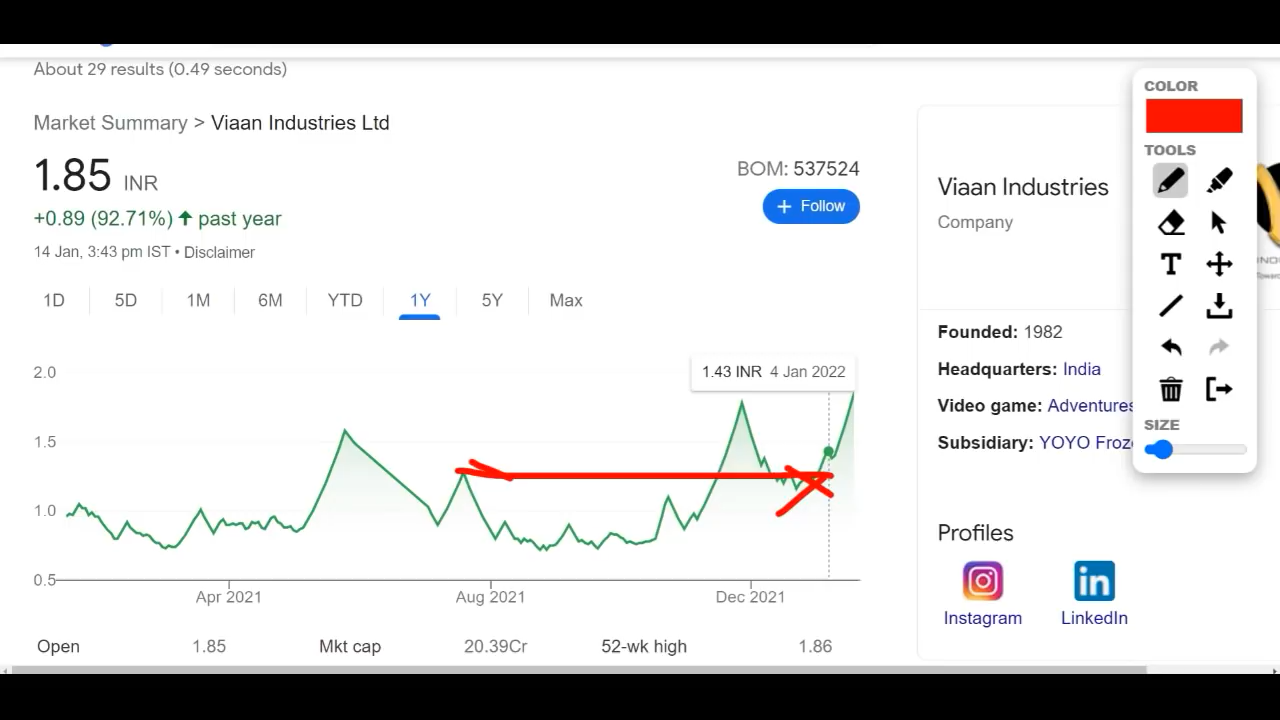 About 29 results (0.49 seconds)
Market Summary > Viaan Industries Ltd
1.85 INR
+0.89 (92.71%) past year
14 Jan, 3:43 pm IST • Disclaimer
BOM: 537524
+ Follow
1D 5D 1M 6M YTD 1Y 5Y Max
1.43 INR 4 Jan 2022
2.0
1.5
1.0
0.5
Apr 2021 Aug 2021 Dec 2021
Open 1.85 Mkt cap 20.39Cr 52-wk high 1.86
Viaan Industries
Company
Founded: 1982
Headquarters: India
Video game: Adventures
Subsidiary: YOYO
Profiles
Instagram LinkedIn
COLOR
TOOLS
T
SIZE